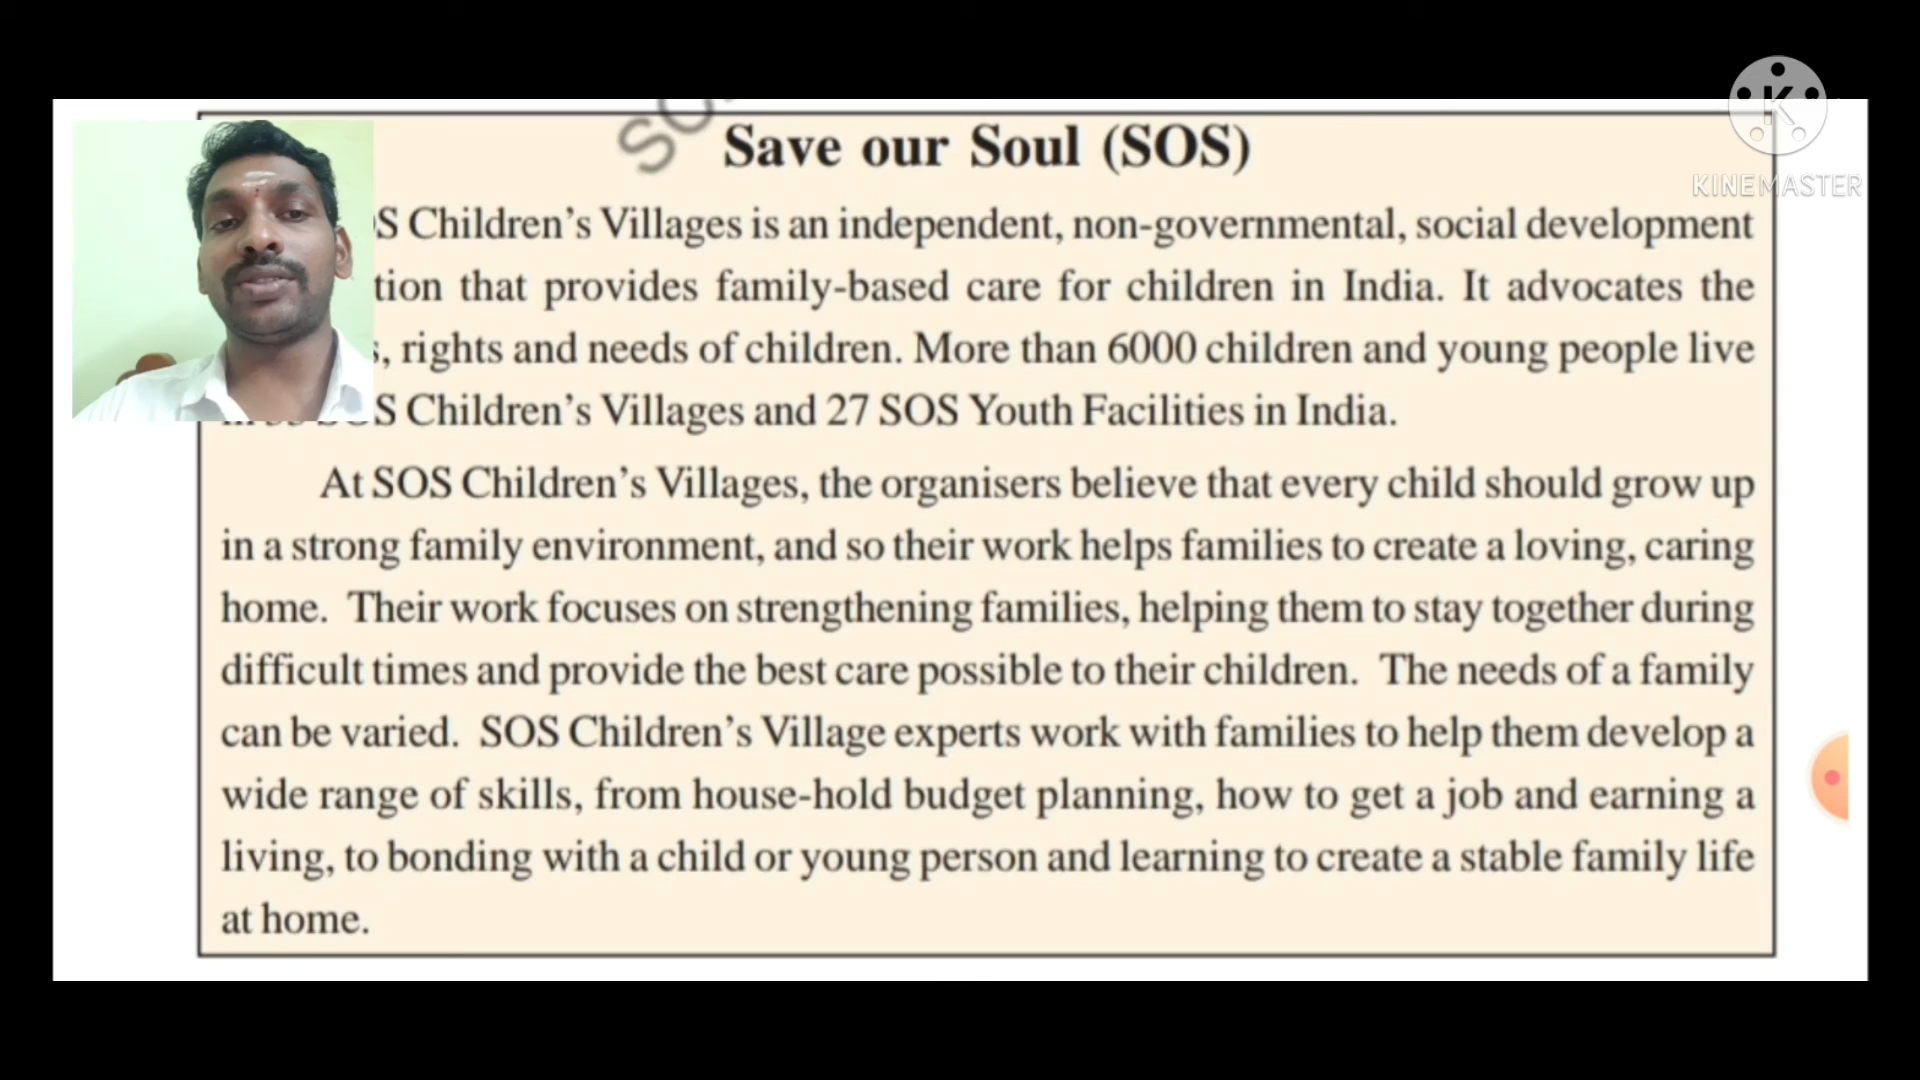 Save our Soul (SOS)
K
KINEMASTER
S Children's Villages is an independent, non-governmental, social development
tion that provides family-based care for children in India. It advocates the
, rights and needs of children. More than 6000 children and young people live
S Children's Villages and 27 SOS Youth Facilities in India.
At SOS Children's Villages, the organisers believe that every child should grow up
in a strong family environment, and so their work helps families to create a loving, caring
home. Their work focuses on strengthening families, helping them to stay together during
difficult times and provide the best care possible to their children. The needs of a family
can be varied. SOS Children's Village experts work with families to help them develop a
wide range of skills, from house-hold budget planning, how to get a job and earning a
living, to bonding with a child or young person and learning to create a stable family life
at home.